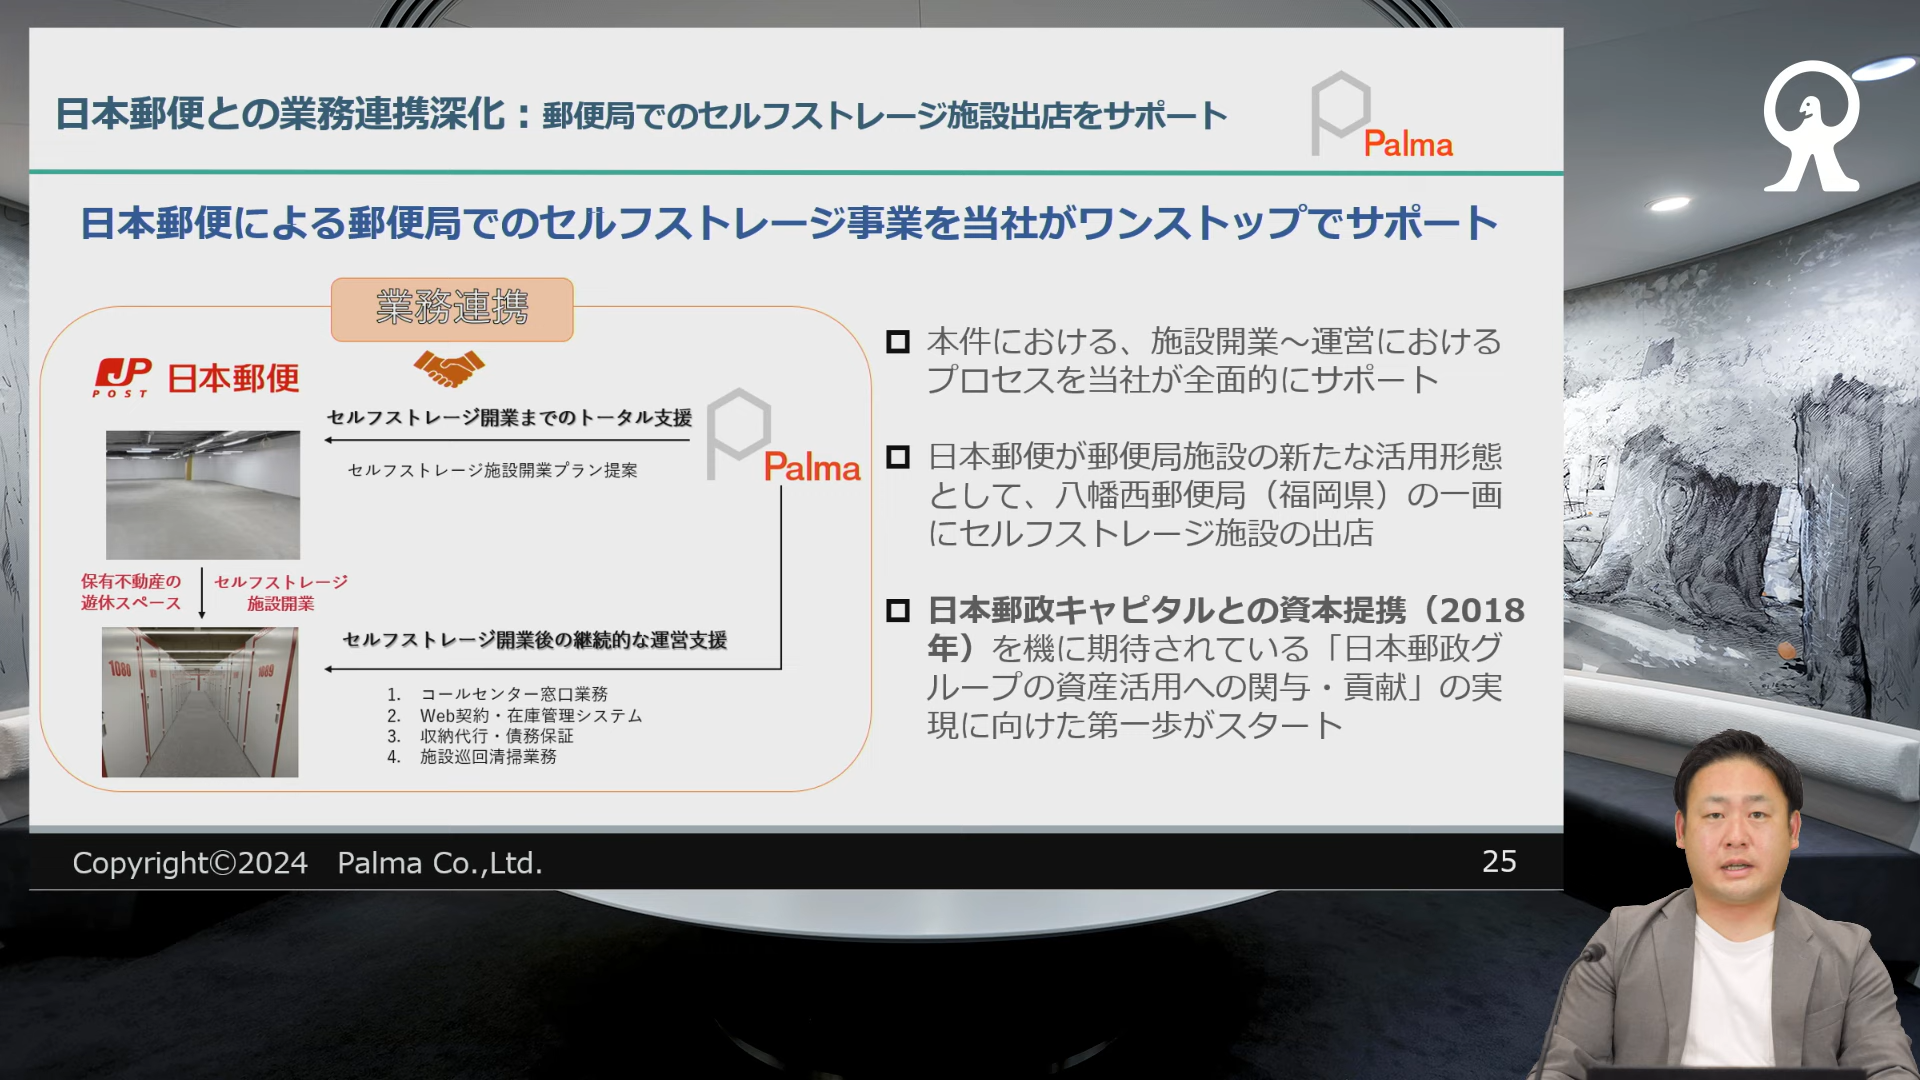 日本郵便との業務連携深化：郵便局でのセルフストレージ施設出店をサポート
Palma
日本郵便による郵便局でのセルフストレージ事業を当社がワンストップでサポート
業務連携
JP
POST
日本郵便
セルフストレージ開業までのトータル支援
セルフストレージ施設開業プラン提案
Palma
保有不動産の
遊休スペース
セルフストレージ
施設開業
1080
1089
セルフストレージ開業後の継続的な運営支援
1. コールセンター窓口業務
2. Web契約・在庫管理システム
3. 収納代行・債務保証
4. 施設巡回清掃業務
本件における、施設開業～運営における
プロセスを当社が全面的にサポート
日本郵便が郵便局施設の新たな活用形態
として、八幡西郵便局（福岡県）の一画
にセルフストレージ施設の出店
日本郵政キャピタルとの資本提携（2018
年）を機に期待されている「日本郵政グ
ループの資産活用への関与・貢献」の実
現に向けた第一歩がスタート
Copyright©2024 Palma Co.,Ltd.
25